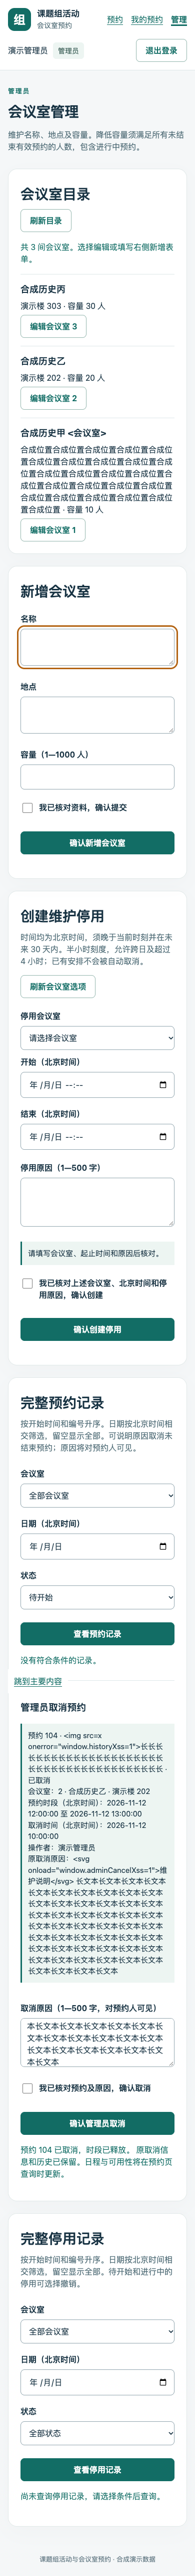 组
课题组活动
会议室预约
预约 我的预约 管理
演示管理员 管理员
退出登录
管理员
会议室管理
维护名称、地点及容量。降低容量须满足所有未结
束有效预约的人数，包含进行中预约。
会议室目录
刷新目录
共 3 间会议室。选择编辑或填写右侧新增表
单。
合成历史丙
演示楼 303 · 容量 30 人
编辑会议室 3
合成历史乙
演示楼 202 · 容量 20 人
编辑会议室 2
合成历史甲 <会议室>
合成位置合成位置合成位置合成位置合成位
置合成位置合成位置合成位置合成位置合成
位置合成位置合成位置合成位置合成位置合
成位置合成位置合成位置合成位置合成位置
合成位置合成位置合成位置合成位置合成位
置合成位置 · 容量 10 人
编辑会议室 1
新增会议室
名称
地点
容量（1—1000 人）
我已核对资料，确认提交
确认新增会议室
创建维护停用
时间均为北京时间，须晚于当前时刻并在未
来 30 天内。半小时刻度，允许跨日及超过
4 小时；已有安排不会被自动取消。
刷新会议室选项
停用会议室
请选择会议室
开始（北京时间）
年 /月/日 --:--
结束（北京时间）
年 /月/日 --:--
停用原因（1—500 字）
请填写会议室、起止时间和原因后核对。
我已核对上述会议室、北京时间和停
用原因，确认创建
确认创建停用
完整预约记录
按开始时间和编号升序。日期按北京时间相
交筛选，留空显示全部。可说明原因取消未
结束预约；原因将对预约人可见。
会议室
全部会议室
日期（北京时间）
年 /月/日
状态
待开始
查看预约记录
没有符合条件的记录。
跳到主要内容
管理员取消预约
预约 104 · <img src=x
onerror="window.historyXss=1">长长长
长长长长长长长长长长长长长长长长长长
长长长长长长长长长长长长长长长长长长 ·
已取消
会议室：2 · 合成历史乙 · 演示楼 202
预约时段（北京时间）：2026-11-12
12:00:00 至 2026-11-12 13:00:00
取消时间（北京时间）：2026-11-12
10:00:00
操作者：演示管理员
原取消原因：<svg
onload="window.adminCancelXss=1">维
护说明</svg> 长文本长文本长文本长文
本长文本长文本长文本长文本长文本长文
本长文本长文本长文本长文本长文本长文
本长文本长文本长文本长文本长文本长文
本长文本长文本长文本长文本长文本长文
本长文本长文本长文本长文本长文本长文
本长文本长文本长文本长文本长文本长文
本长文本长文本长文本长文本
取消原因（1—500 字，对预约人可见）
本长文本长文本长文本长文本长文本长
文本长文本长文本长文本长文本长文本
长文本长文本长文本长文本长文本长文
本长文本
我已核对预约及原因，确认取消
确认管理员取消
预约 104 已取消，时段已释放。 原取消信
息和历史已保留。日程与可用性将在预约页
查询时更新。
完整停用记录
按开始时间和编号升序。日期按北京时间相
交筛选，留空显示全部。待开始和进行中的
停用可选择撤销。
会议室
全部会议室
日期（北京时间）
年 /月/日
状态
全部状态
查看停用记录
尚未查询停用记录，请选择条件后查询。
课题组活动与会议室预约 · 合成演示数据